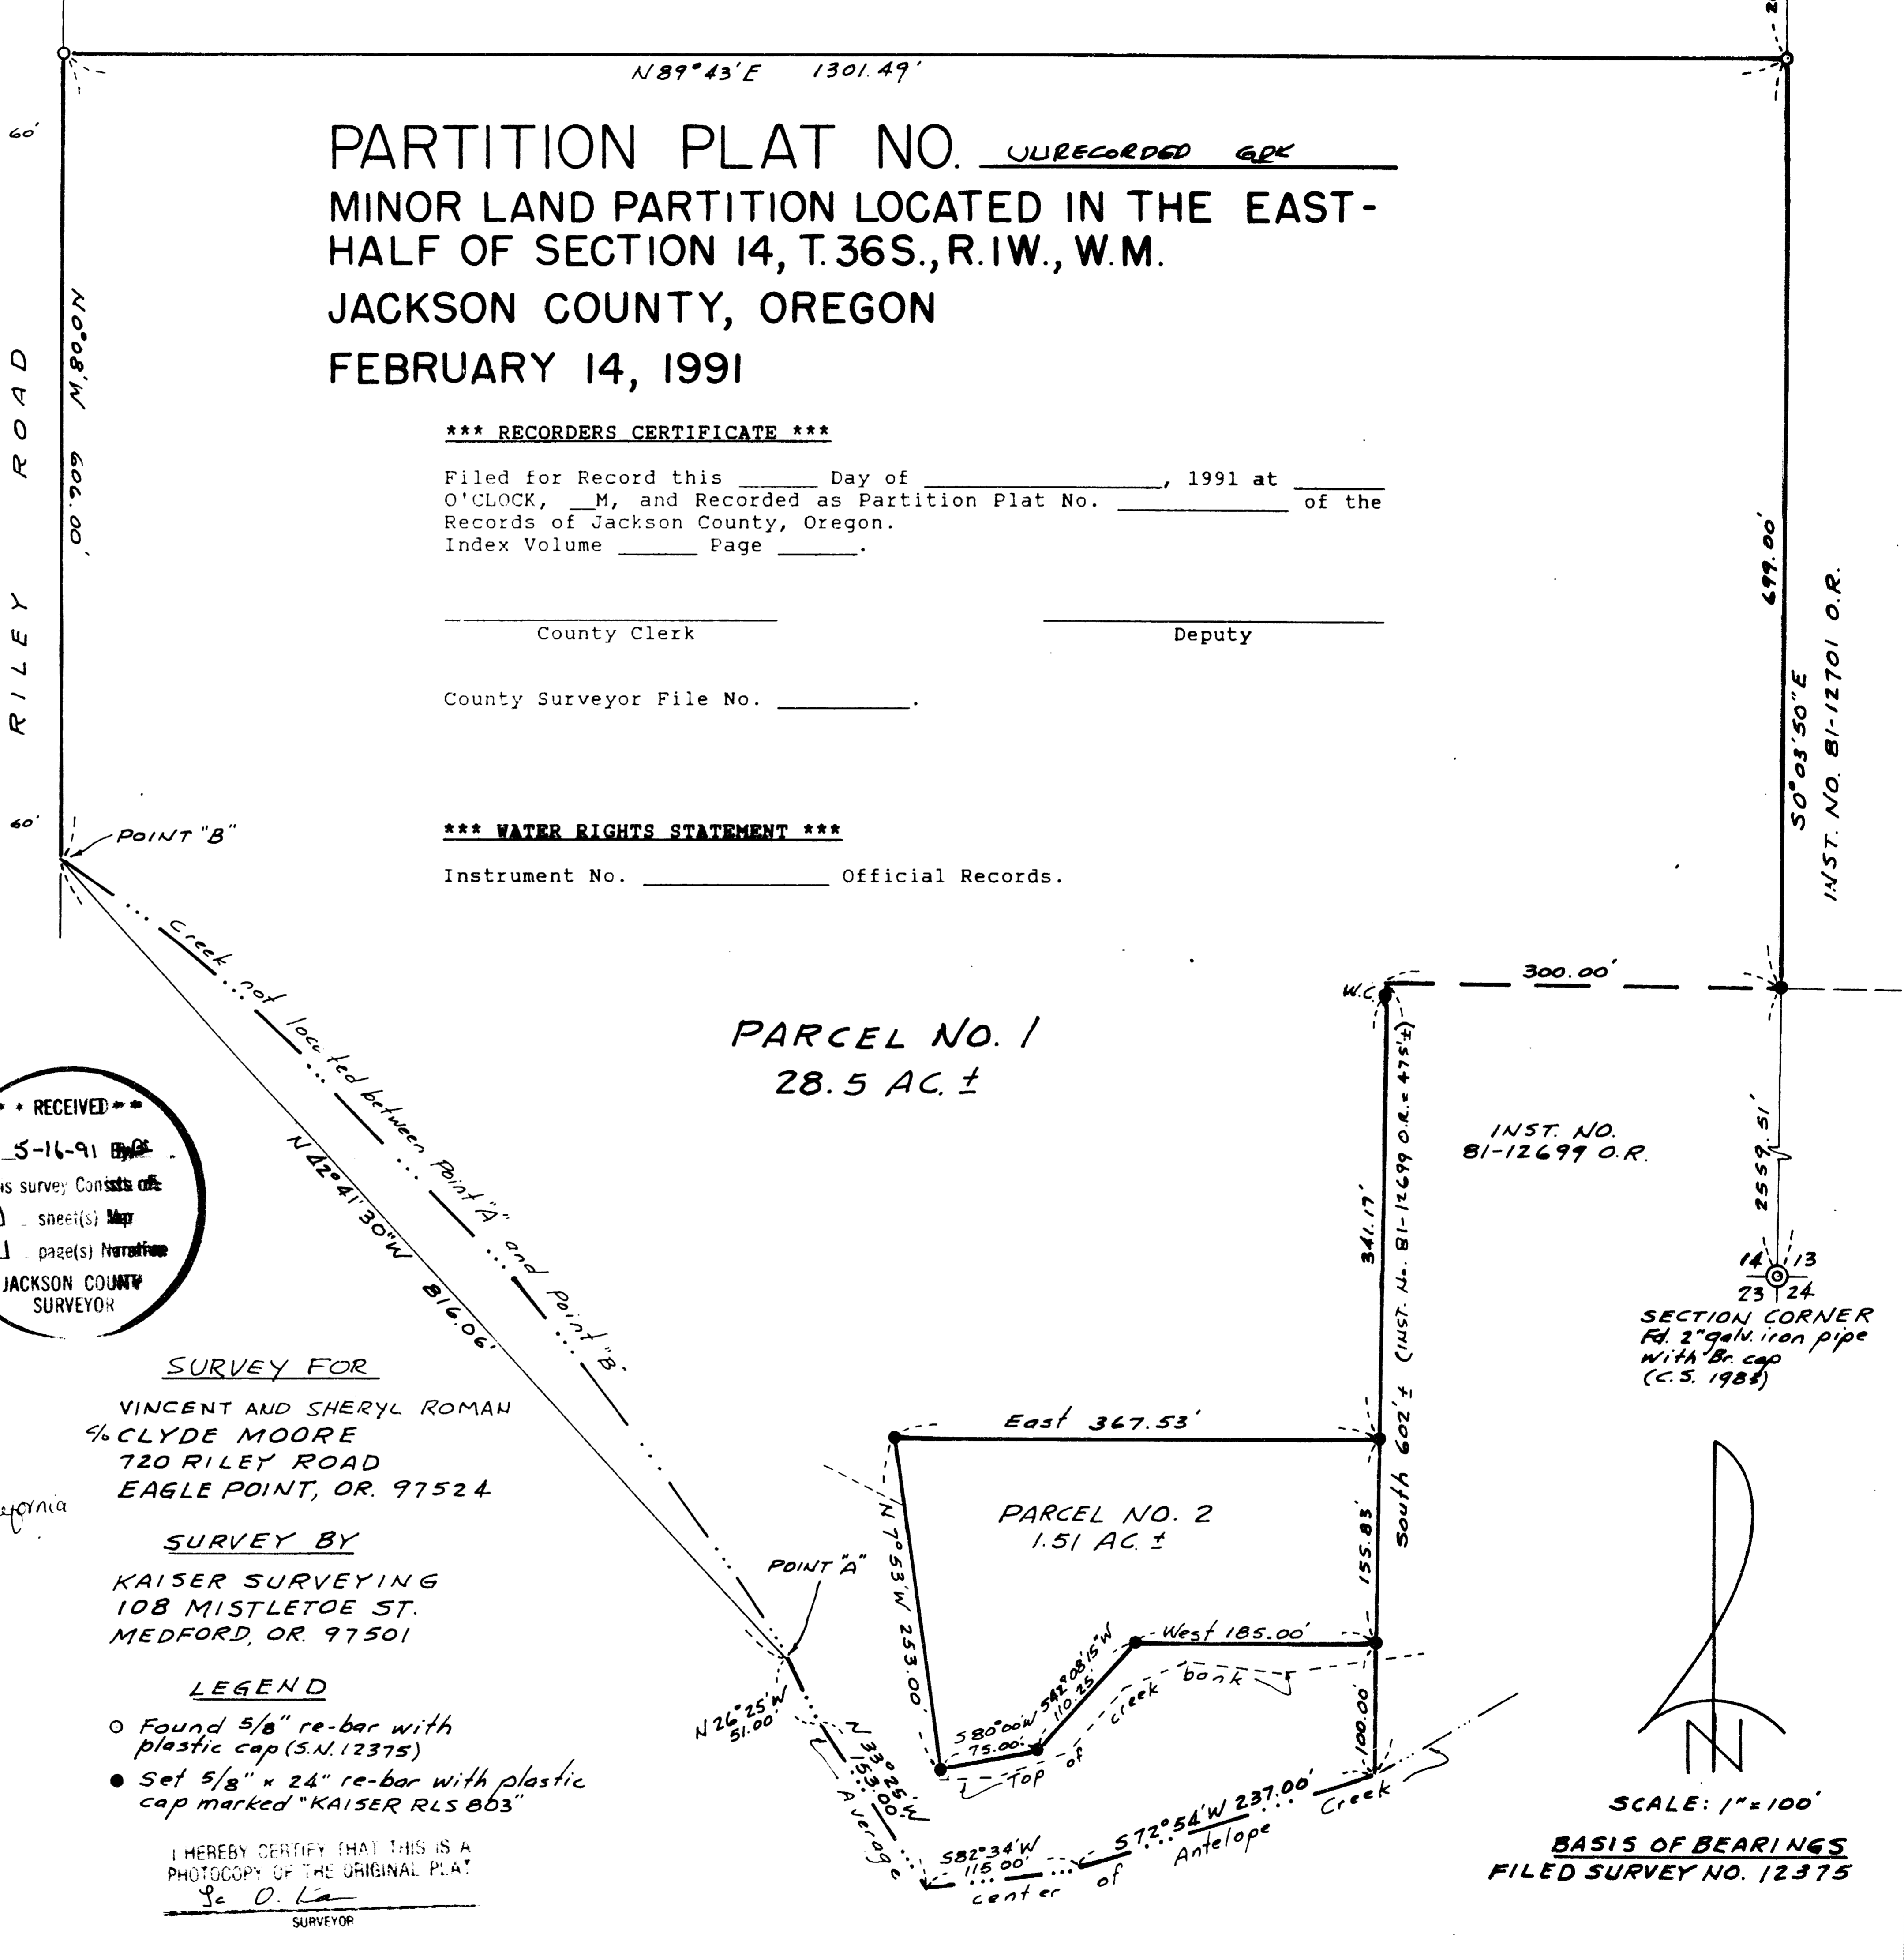 N89°43'E 1301.49'
60'
PARTITION PLAT NO. UNRECORDED GPK
MINOR LAND PARTITION LOCATED IN THE EAST-
HALF OF SECTION 14, T.36S., R.1W., W.M.
JACKSON COUNTY, OREGON
FEBRUARY 14, 1991
N0°08'W 609.00'
RILEY ROAD
*** RECORDERS CERTIFICATE ***
Filed for Record this ______ Day of __________________, 1991 at _______
O'CLOCK, __M, and Recorded as Partition Plat No. _____________ of the
Records of Jackson County, Oregon.
Index Volume ______ Page ______.
County Clerk
Deputy
County Surveyor File No. __________.
699.00'
S0°03'50"E
INST. NO. 81-12701 O.R.
60'
POINT "B"
*** WATER RIGHTS STATEMENT ***
Instrument No. ______________ Official Records.
Creek not located between Point "A" and Point "B"
N42°41'30"W 816.06'
PARCEL NO. 1
28.5 AC. ±
W.C.
300.00'
341.17'
South 602'± (INST. No. 81-12699 O.R. = 475'±)
INST. NO.
81-12699 O.R.
2559.51'
14 13
23 24
SECTION CORNER
Fd. 2" galv. iron pipe
with Br. cap
* * RECEIVED * *
5-16-91
is survey Consists of:
sheet(s) Map
page(s) Narrative
JACKSON COUNTY
SURVEYOR
SURVEY FOR
VINCENT AND SHERYL ROMAN
c/o CLYDE MOORE
720 RILEY ROAD
EAGLE POINT, OR. 97524
SURVEY BY
KAISER SURVEYING
108 MISTLETOE ST.
MEDFORD, OR. 97501
LEGEND
Found 5/8" re-bar with
plastic cap (S.N. 12375)
Set 5/8" x 24" re-bar with plastic
cap marked "KAISER RLS 803"
I HEREBY CERTIFY THAT THIS IS A
PHOTOCOPY OF THE ORIGINAL PLAT
SURVEYOR
East 367.53'
PARCEL NO. 2
1.51 AC. ±
N 7°53'W 253.00'
155.83'
West 185.00'
S42°08'15"W
110.25'
S80°00'W
75.00'
Top of creek bank
100.00'
POINT "A"
N26°25'W
51.00'
N33°25'W
153.00'
S82°34'W
115.00'
S72°54'W 237.00'
Average center of Antelope Creek
N
SCALE: 1"=100'
BASIS OF BEARINGS
FILED SURVEY NO. 12375